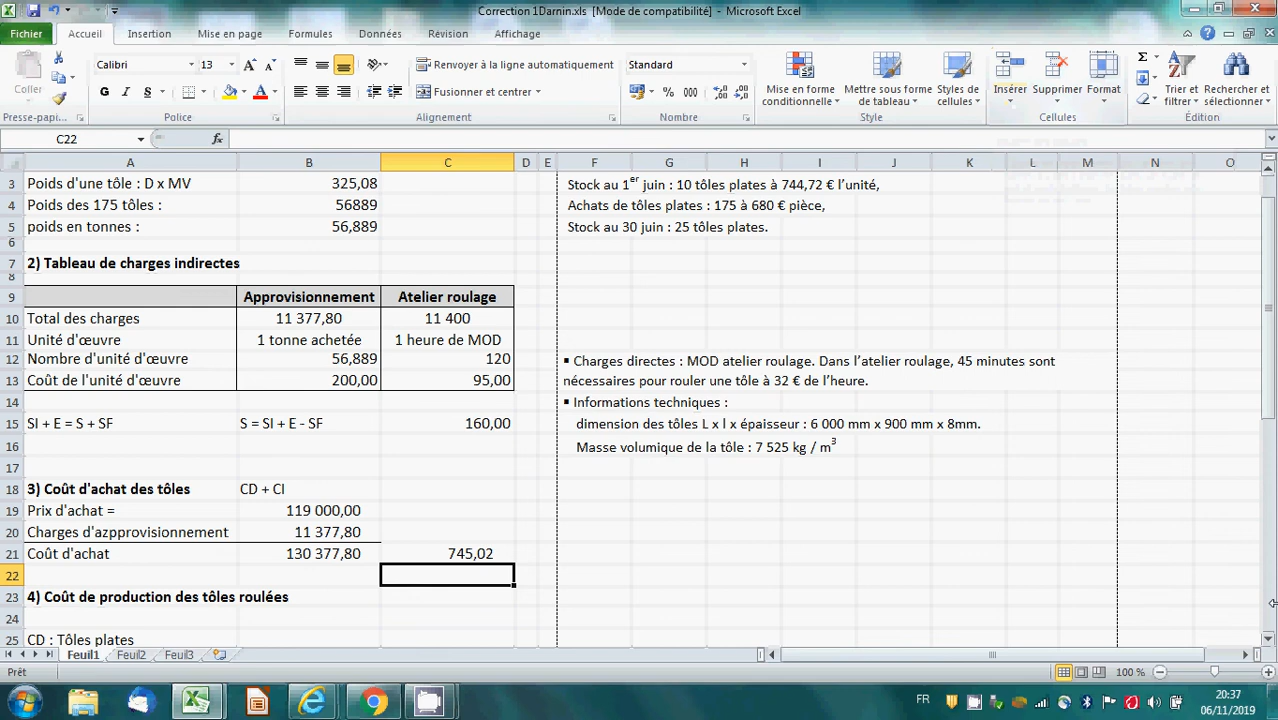 Correction 1Darnin.xls [Mode de compatibilité] - Microsoft Excel
Fichier Accueil Insertion Mise en page Formules Données Révision Affichage
Calibri 13 Renvoyer à la ligne automatiquement Standard
Coller G I S Fusionner et centrer % 000 Mise en forme conditionnelle Mettre sous forme de tableau Styles de cellules Insérer Supprimer Format Σ Trier et filtrer Rechercher et sélectionner
Presse-papi... Police Alignement Nombre Style Cellules Édition
C22 fx
A B C D E F G H I J K L M N O
3 Poids d'une tôle : D x MV 325,08 Stock au 1er juin : 10 tôles plates à 744,72 € l'unité,
4 Poids des 175 tôles : 56889 Achats de tôles plates : 175 à 680 € pièce,
5 poids en tonnes : 56,889 Stock au 30 juin : 25 tôles plates.
6
7 2) Tableau de charges indirectes
8
9 Approvisionnement Atelier roulage
10 Total des charges 11 377,80 11 400
11 Unité d'œuvre 1 tonne achetée 1 heure de MOD
12 Nombre d'unité d'œuvre 56,889 120 ▪ Charges directes : MOD atelier roulage. Dans l'atelier roulage, 45 minutes sont
13 Coût de l'unité d'œuvre 200,00 95,00 nécessaires pour rouler une tôle à 32 € de l'heure.
14 ▪ Informations techniques :
15 SI + E = S + SF S = SI + E - SF 160,00 dimension des tôles L x l x épaisseur : 6 000 mm x 900 mm x 8mm.
16 Masse volumique de la tôle : 7 525 kg / m3
17
18 3) Coût d'achat des tôles CD + CI
19 Prix d'achat = 119 000,00
20 Charges d'azpprovisionnement 11 377,80
21 Coût d'achat 130 377,80 745,02
22
23 4) Coût de production des tôles roulées
24
25 CD : Tôles plates
Feuil1 Feuil2 Feuil3
Prêt 100 %
FR 20:37
06/11/2019